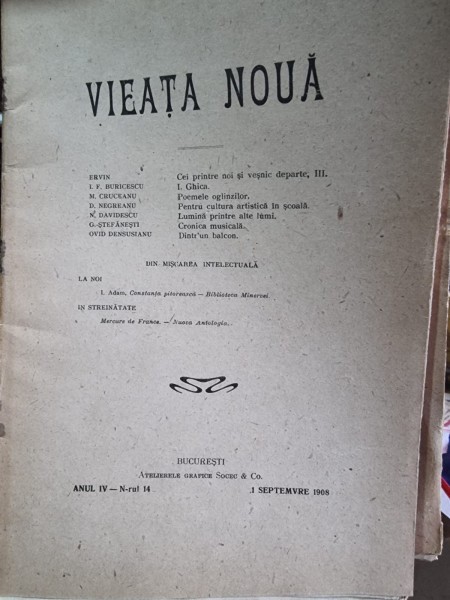 VIEAȚA NOUĂ
ERVIN Cei printre noi și veșnic departe, III.
I. F. BURICESCU I. Ghica.
M. CRUCEANU Poemele oglinzilor.
D. NEGREANU Pentru cultura artistică în școală.
N. DAVIDESCU Lumină printre alte lumi.
G.-ȘTEFĂNEȘTI Cronica musicală.
OVID DENSUSIANU Dintr'un balcon.
DIN MIȘCAREA INTELECTUALĂ
LA NOI
I. Adam, Constanța pitorească — Biblioteca Minervei.
IN STREINĂTATE
Mercure de France. — Nuova Antologia.
BUCUREȘTI
ATELIERELE GRAFICE SOCEC & Co.
ANUL IV — N-rul 14 1 SEPTEMVRE 1908